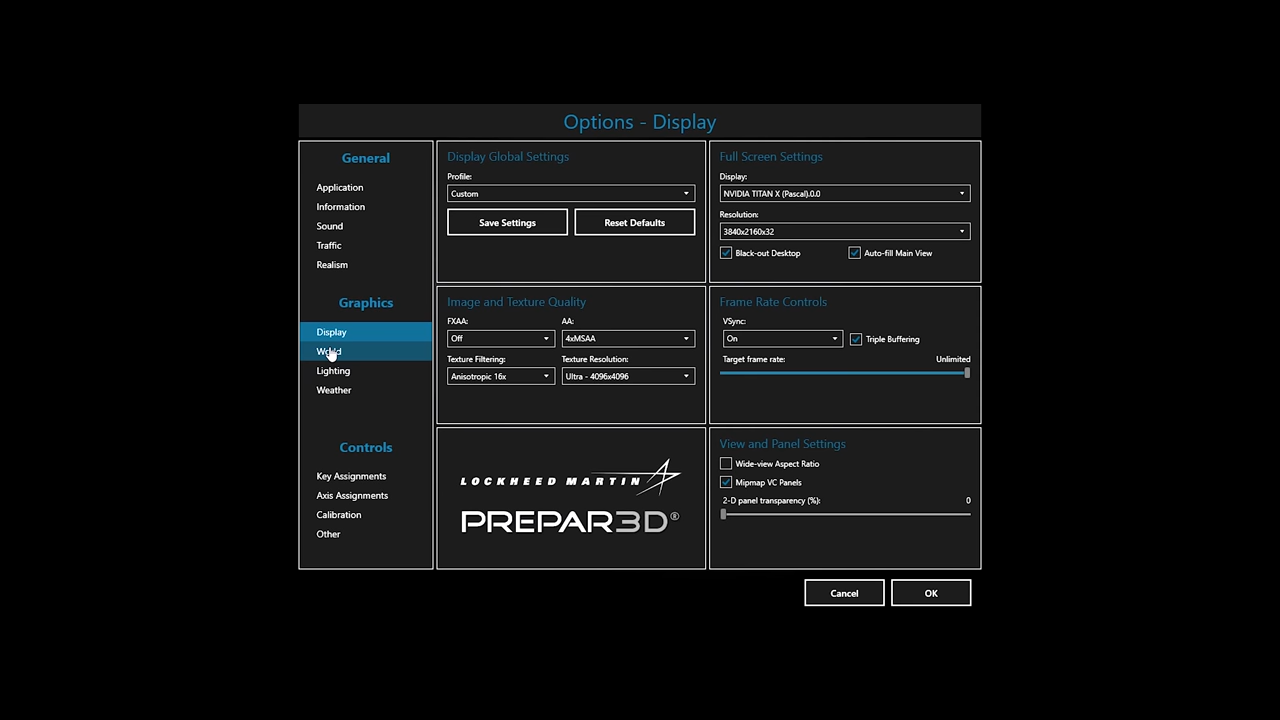 Options - Display
General
Application
Information
Sound
Traffic
Realism
Graphics
Display
World
Lighting
Weather
Controls
Key Assignments
Axis Assignments
Calibration
Other
Display Global Settings
Profile:
Custom
Save Settings Reset Defaults
Full Screen Settings
Display:
NVIDIA TITAN X (Pascal).0.0
Resolution:
3840x2160x32
Black-out Desktop Auto-fill Main View
Image and Texture Quality
FXAA: AA:
Off 4xMSAA
Texture Filtering: Texture Resolution:
Anisotropic 16x Ultra - 4096x4096
Frame Rate Controls
VSync:
On Triple Buffering
Target frame rate: Unlimited
LOCKHEED MARTIN
PREPAR3D®
View and Panel Settings
Wide-view Aspect Ratio
Mipmap VC Panels
2-D panel transparency (%): 0
Cancel OK